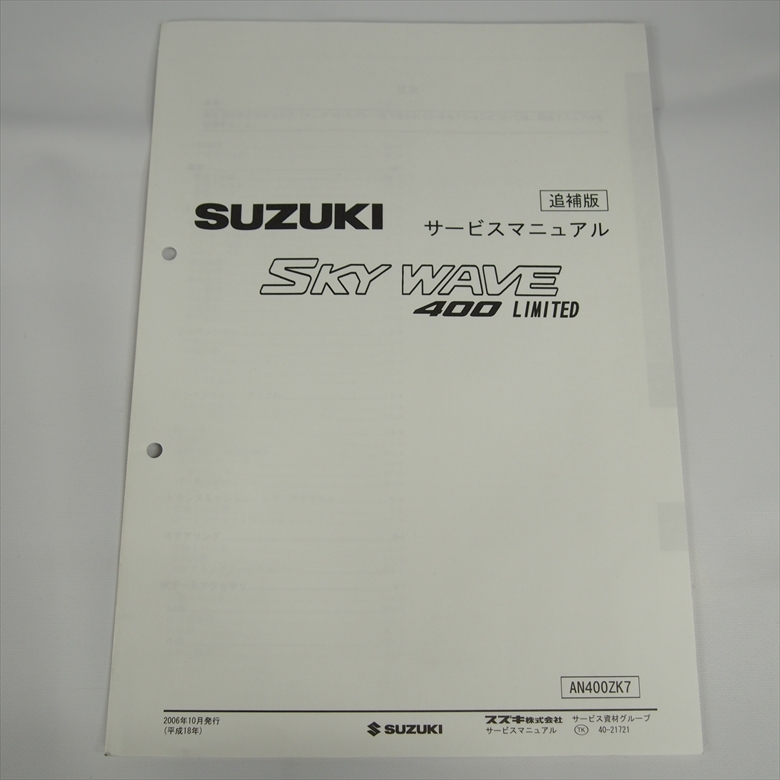 追補版
SUZUKI サービスマニュアル
SKY WAVE
400 LIMITED
AN400ZK7
2006年10月発行
(平成18年)
SUZUKI
スズキ株式会社 サービス資材グループ
サービスマニュアル TK 40-21721